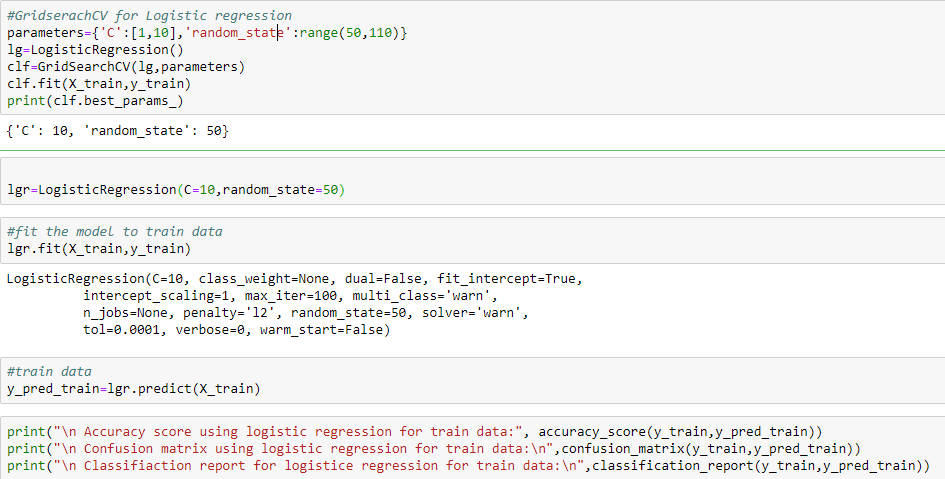 #GridserachCV for Logistic regression
parameters={'C':[1,10],'random_state':range(50,110)}
lg=LogisticRegression()
clf=GridSearchCV(lg,parameters)
clf.fit(X_train,y_train)
print(clf.best_params_)
{'C': 10, 'random_state': 50}
lgr=LogisticRegression(C=10,random_state=50)
#fit the model to train data
lgr.fit(X_train,y_train)
LogisticRegression(C=10, class_weight=None, dual=False, fit_intercept=True,
intercept_scaling=1, max_iter=100, multi_class='warn',
n_jobs=None, penalty='l2', random_state=50, solver='warn',
tol=0.0001, verbose=0, warm_start=False)
#train data
y_pred_train=lgr.predict(X_train)
print("\n Accuracy score using logistic regression for train data:", accuracy_score(y_train,y_pred_train))
print("\n Confusion matrix using logistic regression for train data:\n",confusion_matrix(y_train,y_pred_train))
print("\n Classifiaction report for logistice regression for train data:\n",classification_report(y_train,y_pred_train))